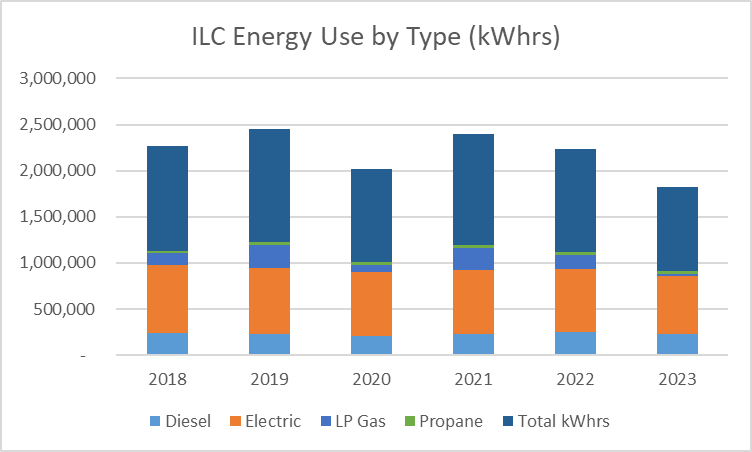 ILC Energy Use by Type (kWhrs)
3,000,000
2,500,000
2,000,000
1,500,000
1,000,000
500,000
-
2018 2019 2020 2021 2022 2023
Diesel Electric LP Gas Propane Total kWhrs